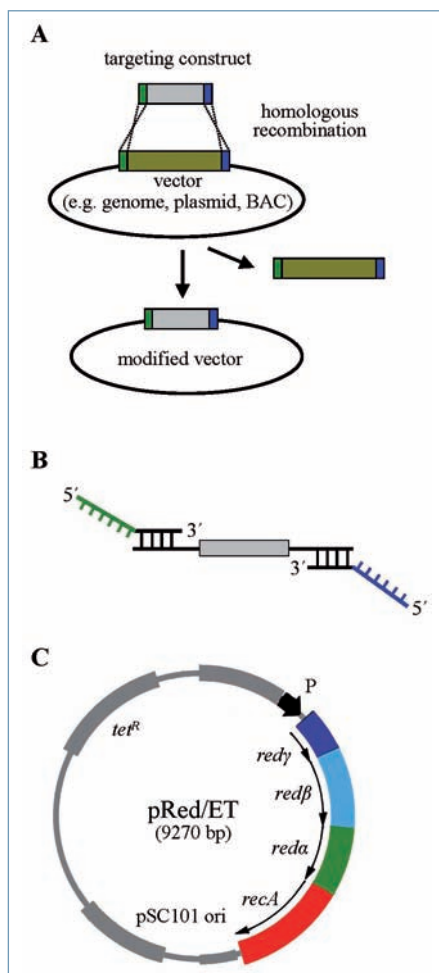 A
targeting construct
homologous
recombination
vector
(e.g. genome, plasmid, BAC)
modified vector
B
5′
3′
3′
5′
C
P
tetR
redγ
pRed/ET
redβ
(9270 bp)
redα
recA
pSC101 ori